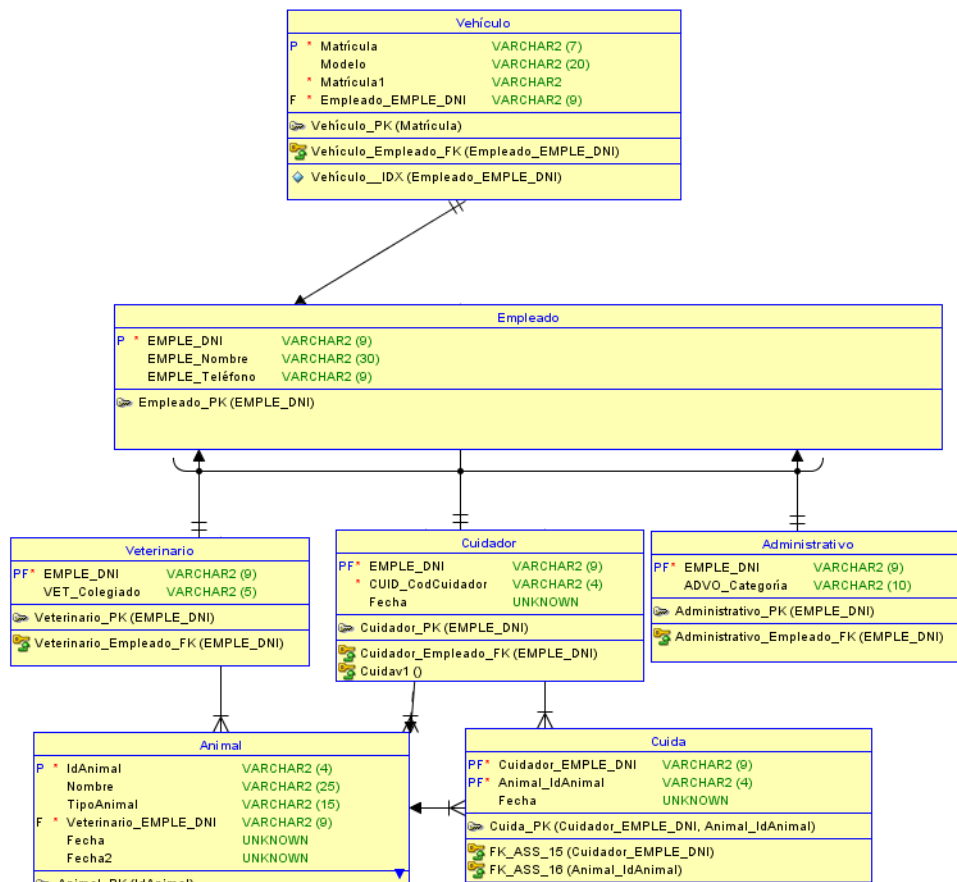 Vehículo
P * Matrícula VARCHAR2 (7)
Modelo VARCHAR2 (20)
* Matrícula1 VARCHAR2
F * Empleado_EMPLE_DNI VARCHAR2 (9)
Vehículo_PK (Matrícula)
Vehículo_Empleado_FK (Empleado_EMPLE_DNI)
Vehículo__IDX (Empleado_EMPLE_DNI)
Empleado
P * EMPLE_DNI VARCHAR2 (9)
EMPLE_Nombre VARCHAR2 (30)
EMPLE_Teléfono VARCHAR2 (9)
Empleado_PK (EMPLE_DNI)
Veterinario
PF* EMPLE_DNI VARCHAR2 (9)
VET_Colegiado VARCHAR2 (5)
Veterinario_PK (EMPLE_DNI)
Veterinario_Empleado_FK (EMPLE_DNI)
Cuidador
PF* EMPLE_DNI VARCHAR2 (9)
* CUID_CodCuidador VARCHAR2 (4)
Fecha UNKNOWN
Cuidador_PK (EMPLE_DNI)
Cuidador_Empleado_FK (EMPLE_DNI)
Cuidav1 ()
Administrativo
PF* EMPLE_DNI VARCHAR2 (9)
ADVO_Categoría VARCHAR2 (10)
Administrativo_PK (EMPLE_DNI)
Administrativo_Empleado_FK (EMPLE_DNI)
Animal
P * IdAnimal VARCHAR2 (4)
Nombre VARCHAR2 (25)
TipoAnimal VARCHAR2 (15)
F * Veterinario_EMPLE_DNI VARCHAR2 (9)
Fecha UNKNOWN
Fecha2 UNKNOWN
Animal_PK (IdAnimal)
Cuida
PF* Cuidador_EMPLE_DNI VARCHAR2 (9)
PF* Animal_IdAnimal VARCHAR2 (4)
Fecha UNKNOWN
Cuida_PK (Cuidador_EMPLE_DNI, Animal_IdAnimal)
FK_ASS_15 (Cuidador_EMPLE_DNI)
FK_ASS_16 (Animal_IdAnimal)